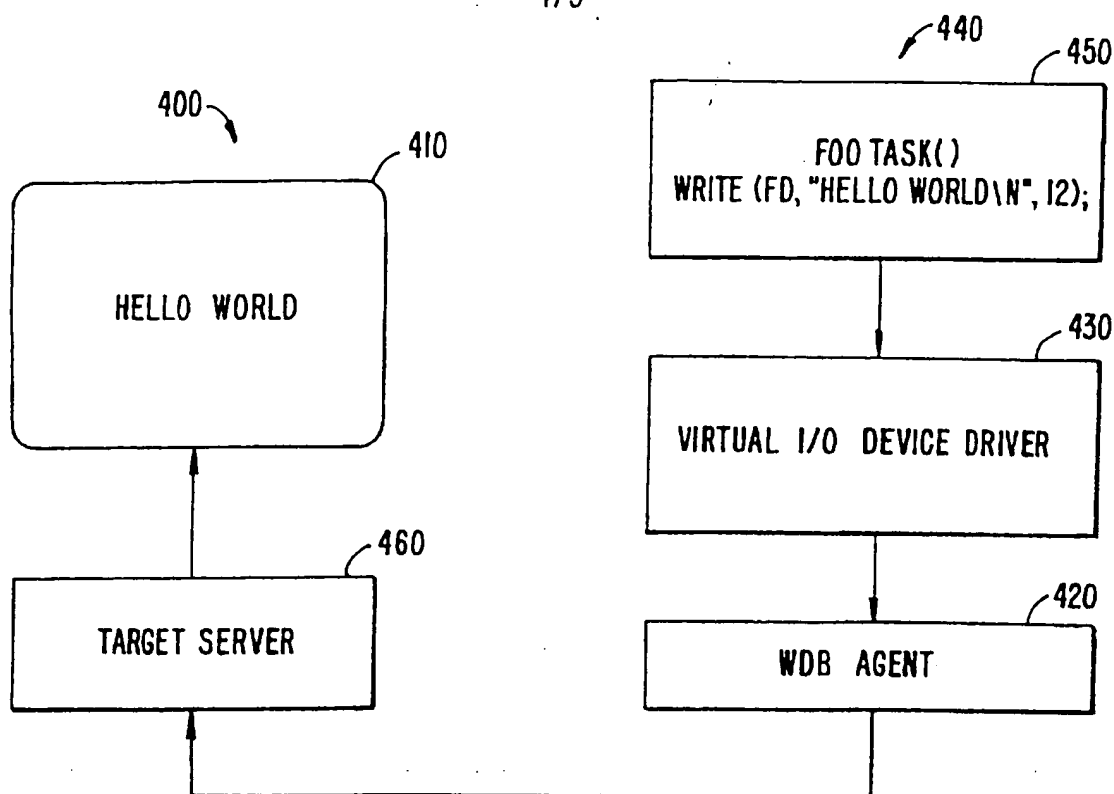 440
450
400
410
FOO TASK()
WRITE (FD, "HELLO WORLD\N", 12);
HELLO WORLD
430
VIRTUAL I/O DEVICE DRIVER
460
420
TARGET SERVER
WDB AGENT